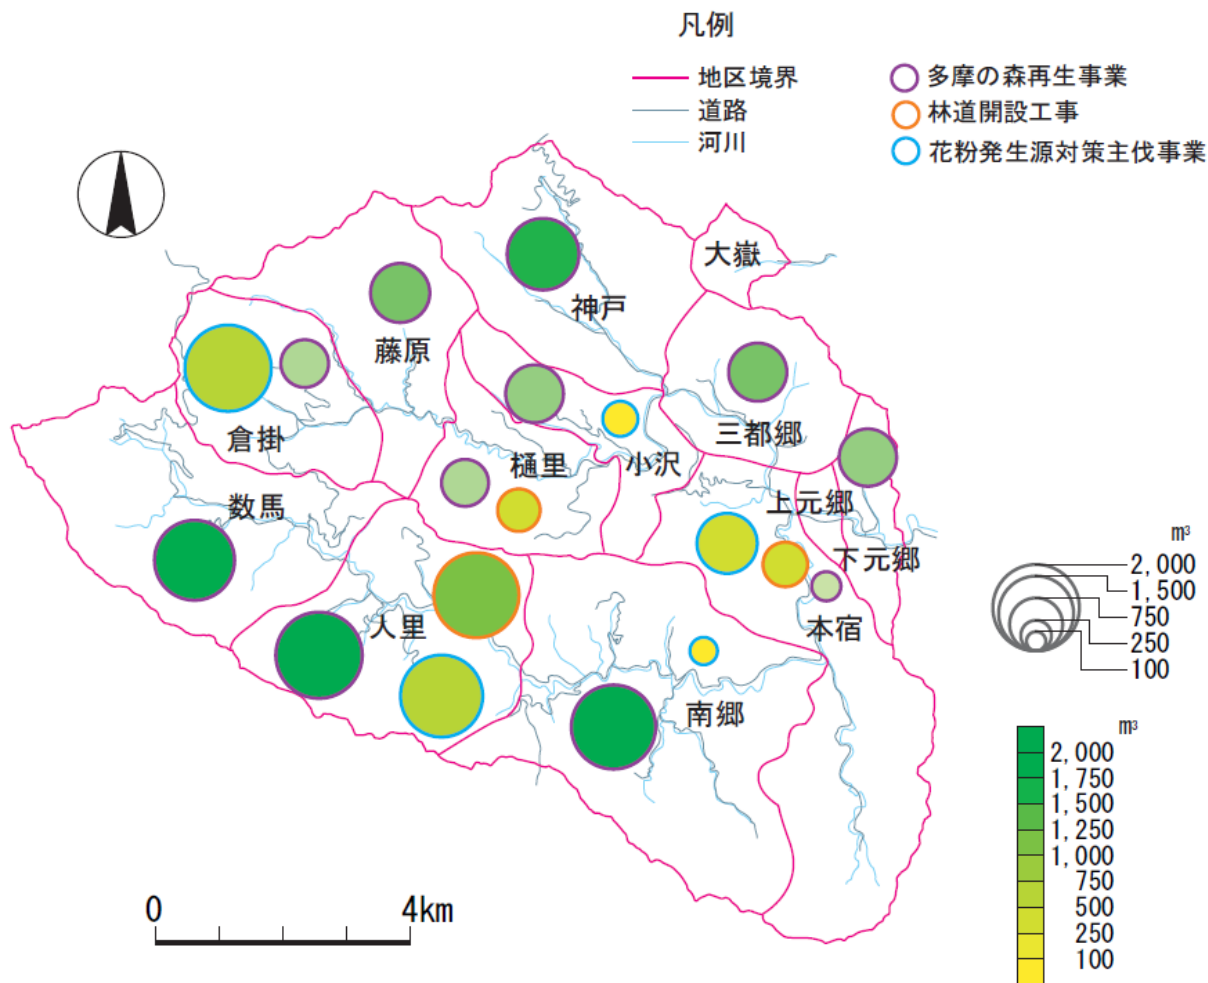 凡例
地区境界
道路
河川
多摩の森再生事業
林道開設工事
花粉発生源対策主伐事業
大嶽
神戸
藤原
三都郷
倉掛
樋里
小沢
数馬
上元郷
下元郷
人里
本宿
南郷
m³
2,000
1,500
750
250
100
m³
2,000
1,750
1,500
1,250
1,000
750
500
250
100
0 4km